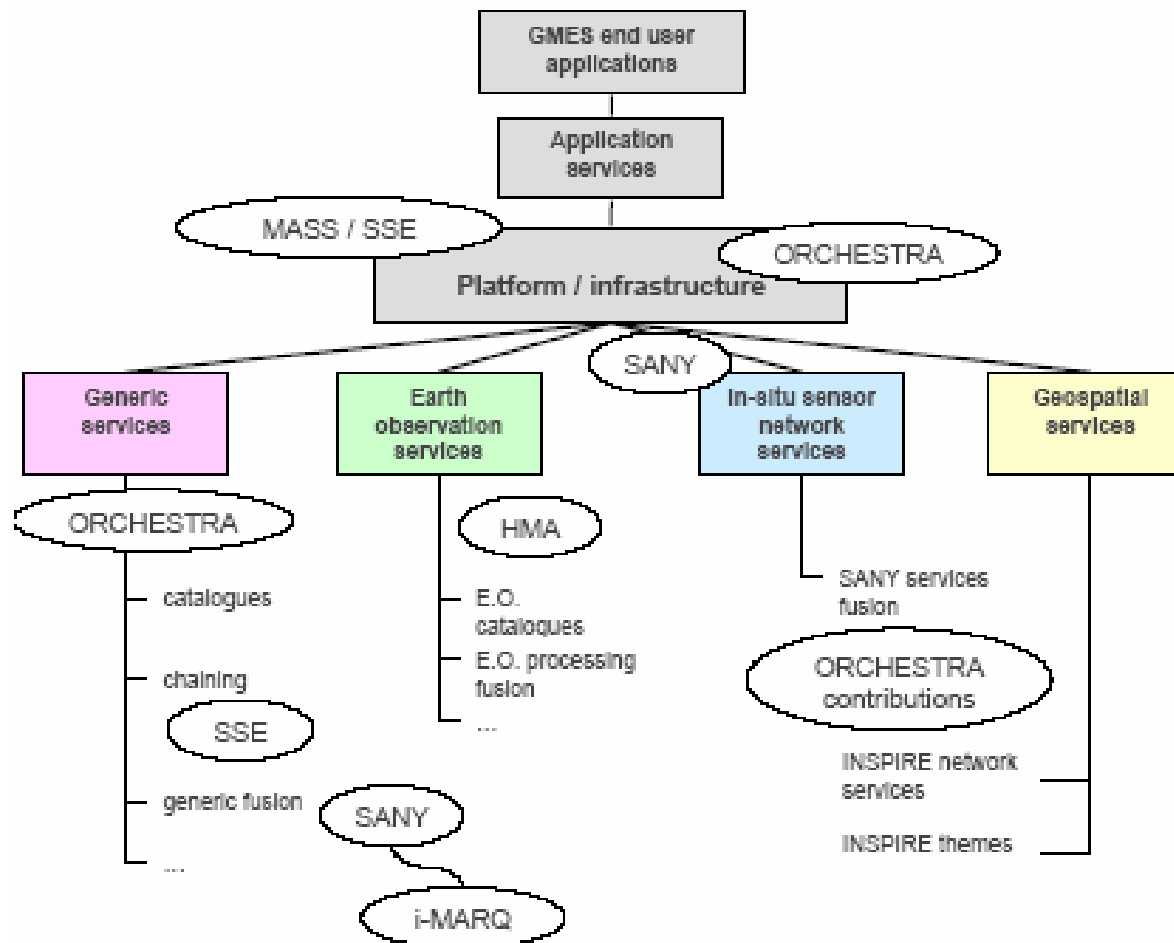 GMES end user
applications
Application
services
MASS / SSE
ORCHESTRA
Platform / infrastructure
SANY
Generic
services
Earth
observation
services
In-situ sensor
network
services
Geospatial
services
ORCHESTRA
HMA
catalogues
E.O.
catalogues
SANY services
fusion
chaining
E.O. processing
fusion
ORCHESTRA
contributions
SSE
...
INSPIRE network
services
generic fusion
SANY
INSPIRE themes
....
i-MARQ